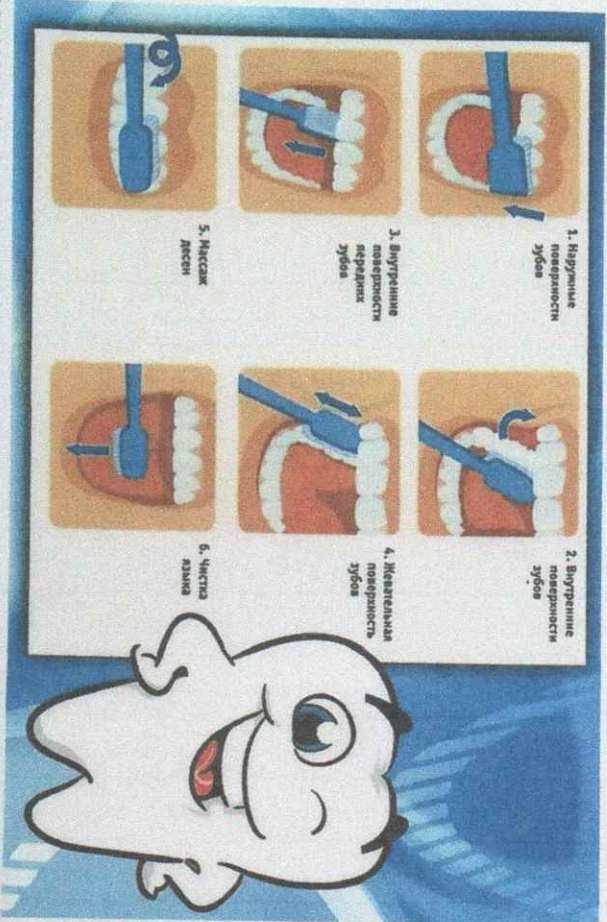 1. Наружные
поверхности
зубов
2. Внутренние
поверхности
зубов
3. Внутренние
поверхности
передних
зубов
4. Жевательная
поверхность
зубов
5. Массаж
десен
6. Чистка
языка